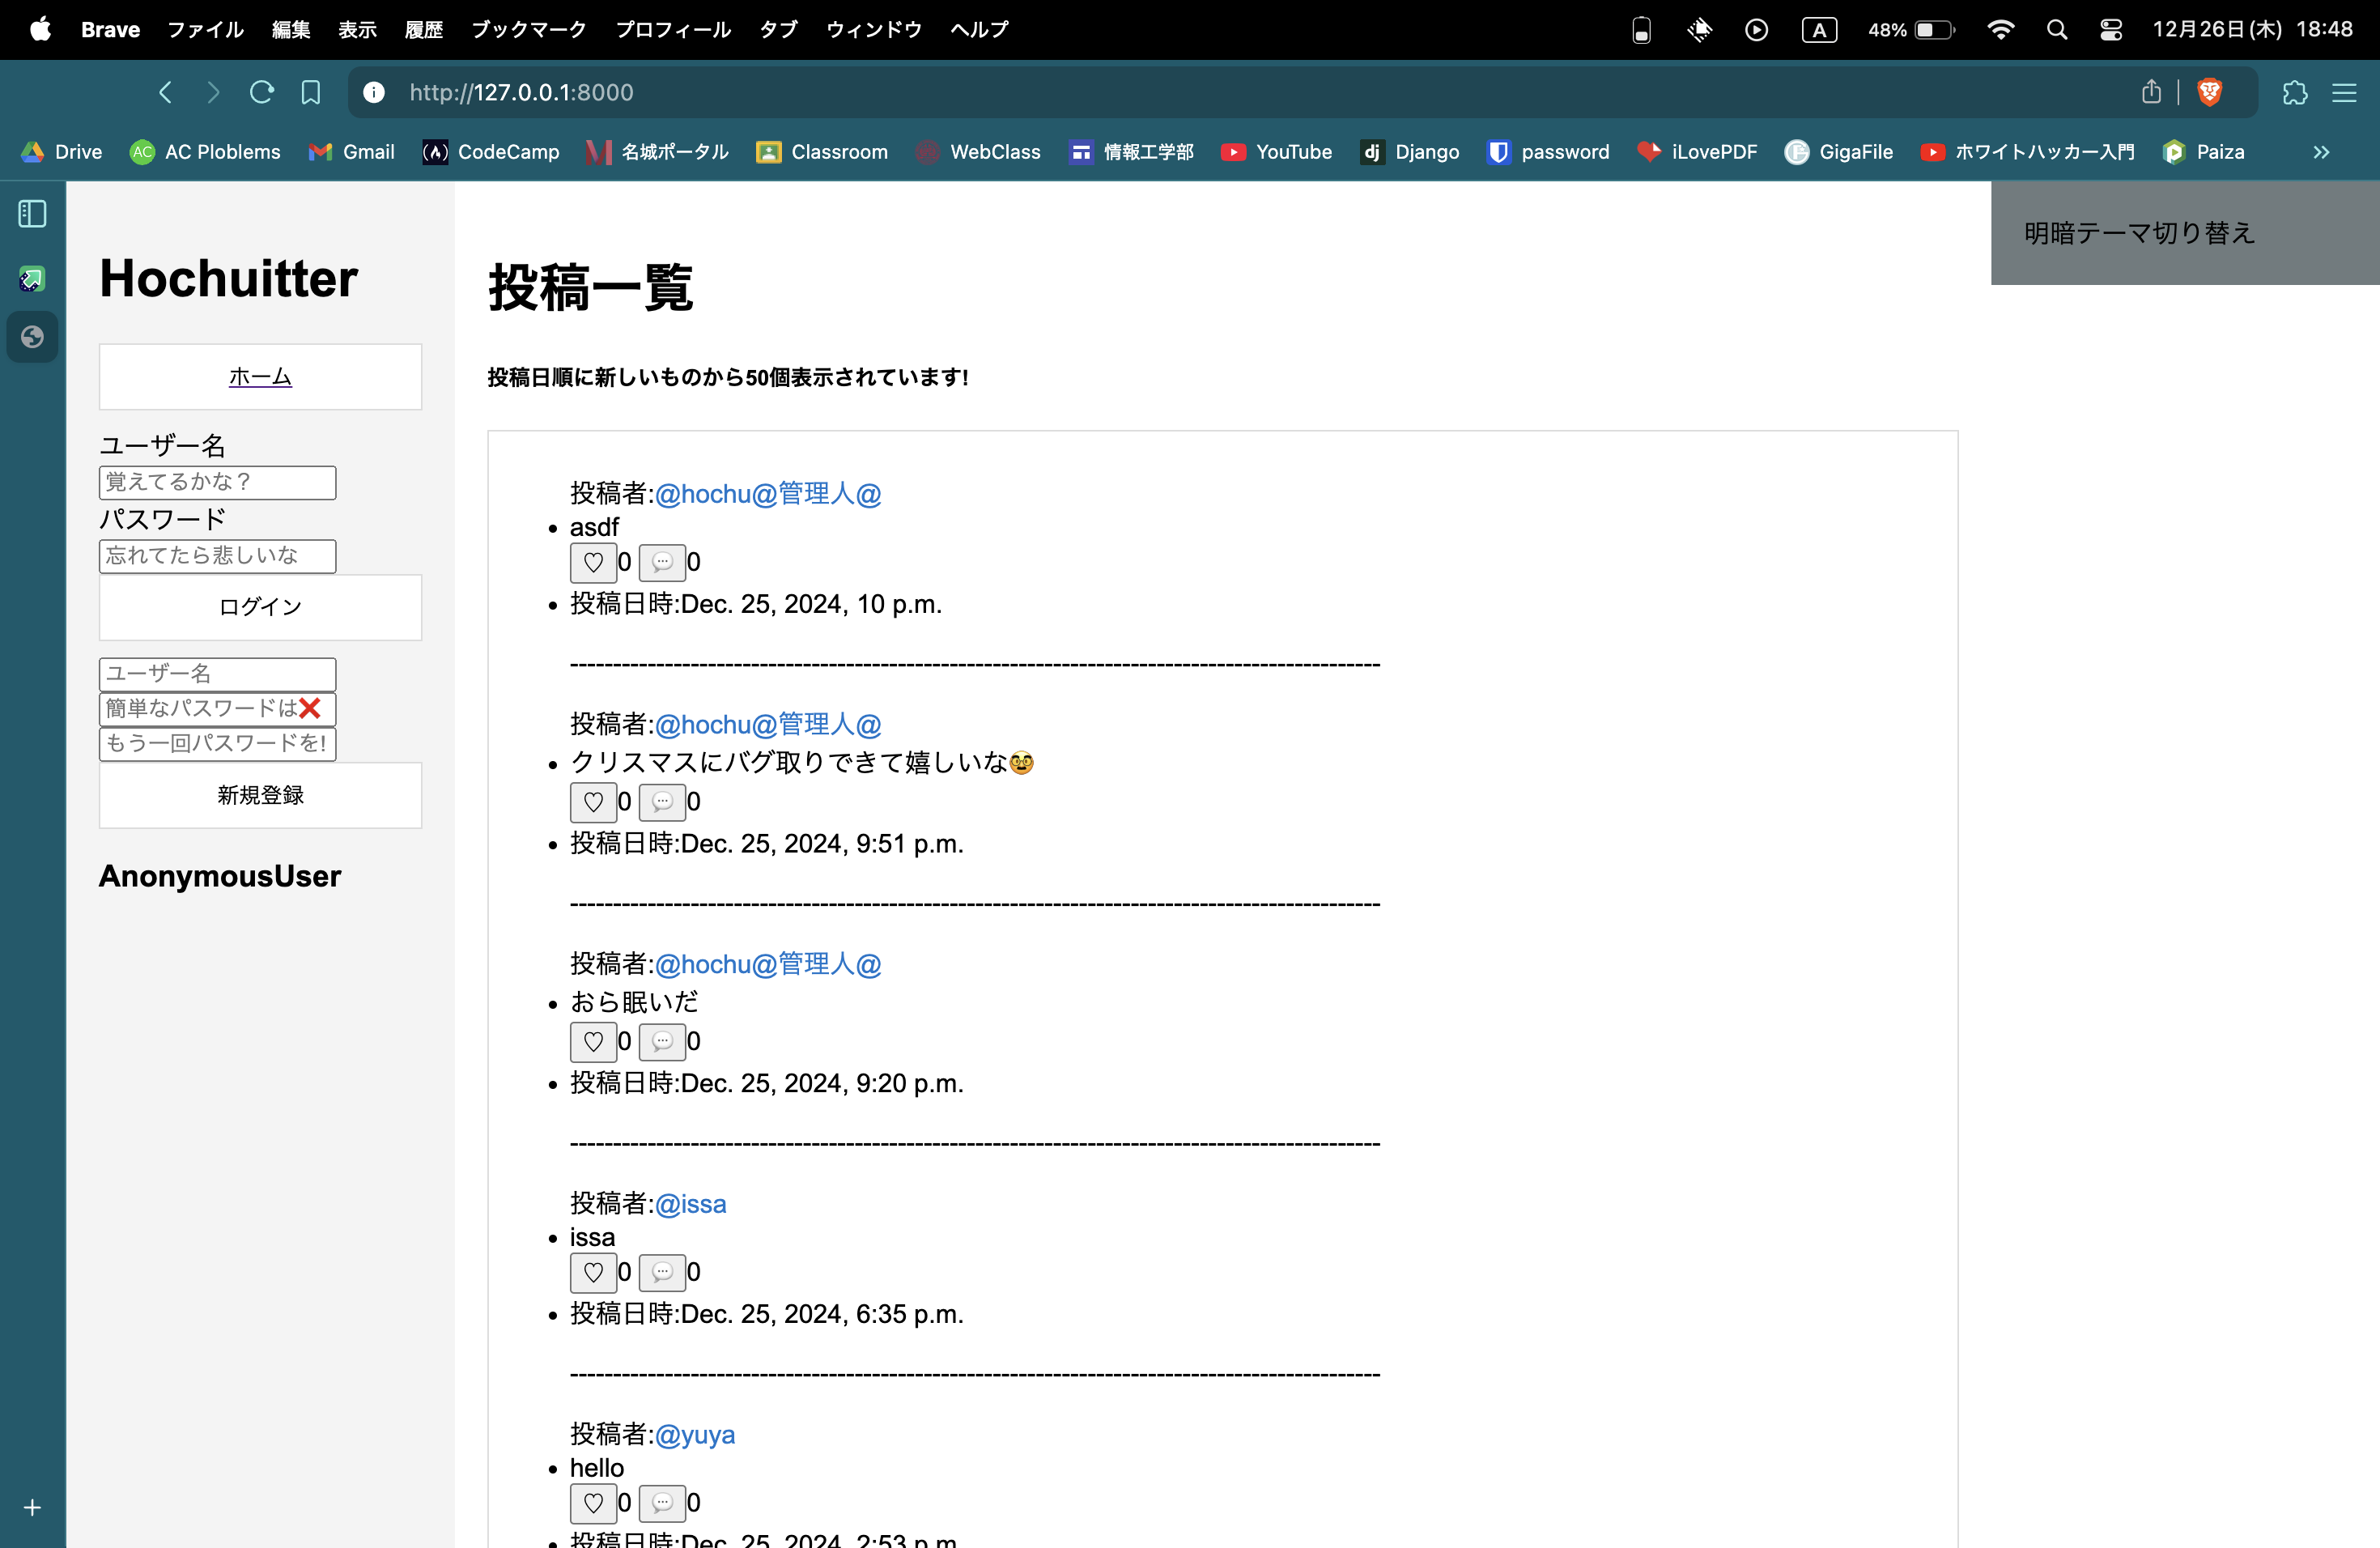 Brave ファイル 編集 表示 履歴 ブックマーク プロフィール タブ ウィンドウ ヘルプ A 48% 12月26日(木) 18:48
http://127.0.0.1:8000
Drive AC AC Ploblems Gmail CodeCamp 名城ポータル Classroom WebClass 情報工学部 YouTube dj Django password iLovePDF GigaFile ホワイトハッカー入門 Paiza
明暗テーマ切り替え
Hochuitter
ホーム
ユーザー名
覚えてるかな？
パスワード
忘れてたら悲しいな
ログイン
ユーザー名
簡単なパスワードは❌
もう一回パスワードを!
新規登録
AnonymousUser
投稿一覧
投稿日順に新しいものから50個表示されています!
投稿者:@hochu@管理人@
• asdf
♡ 0 💬 0
• 投稿日時:Dec. 25, 2024, 10 p.m.
------------------------------------------------------------------------------------------
投稿者:@hochu@管理人@
• クリスマスにバグ取りできて嬉しいな🥸
♡ 0 💬 0
• 投稿日時:Dec. 25, 2024, 9:51 p.m.
------------------------------------------------------------------------------------------
投稿者:@hochu@管理人@
• おら眠いだ
♡ 0 💬 0
• 投稿日時:Dec. 25, 2024, 9:20 p.m.
------------------------------------------------------------------------------------------
投稿者:@issa
• issa
♡ 0 💬 0
• 投稿日時:Dec. 25, 2024, 6:35 p.m.
------------------------------------------------------------------------------------------
投稿者:@yuya
• hello
♡ 0 💬 0
• 投稿日時:Dec. 25, 2024, 2:53 p.m.